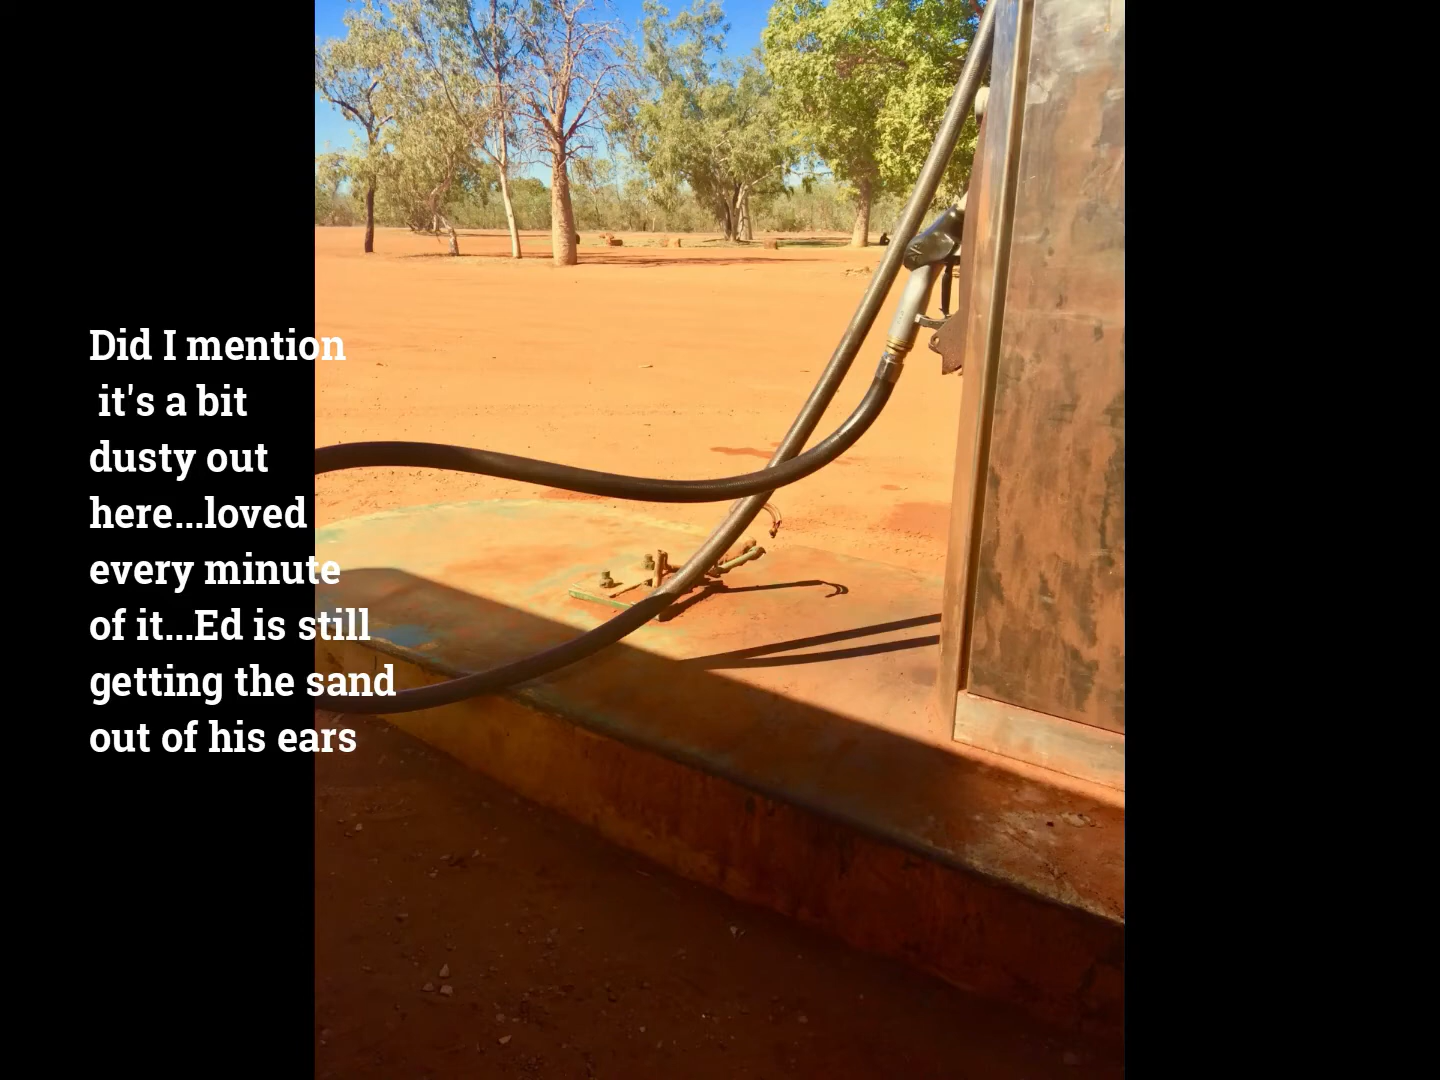 Did I mention
it's a bit
dusty out
here...loved
every minute
of it...Ed is still
getting the sand
out of his ears